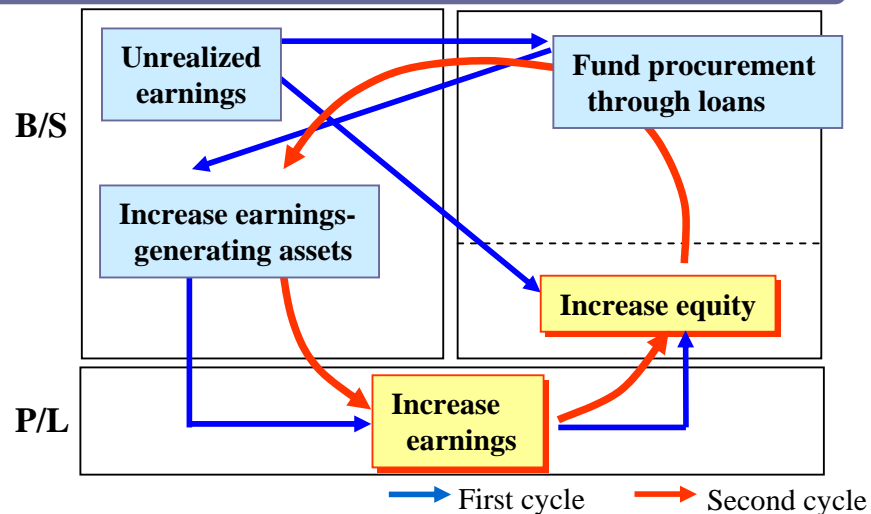 B/S
Unrealized
earnings
Fund procurement
through loans
Increase earnings-
generating assets
Increase equity
P/L
Increase
earnings
First cycle
Second cycle